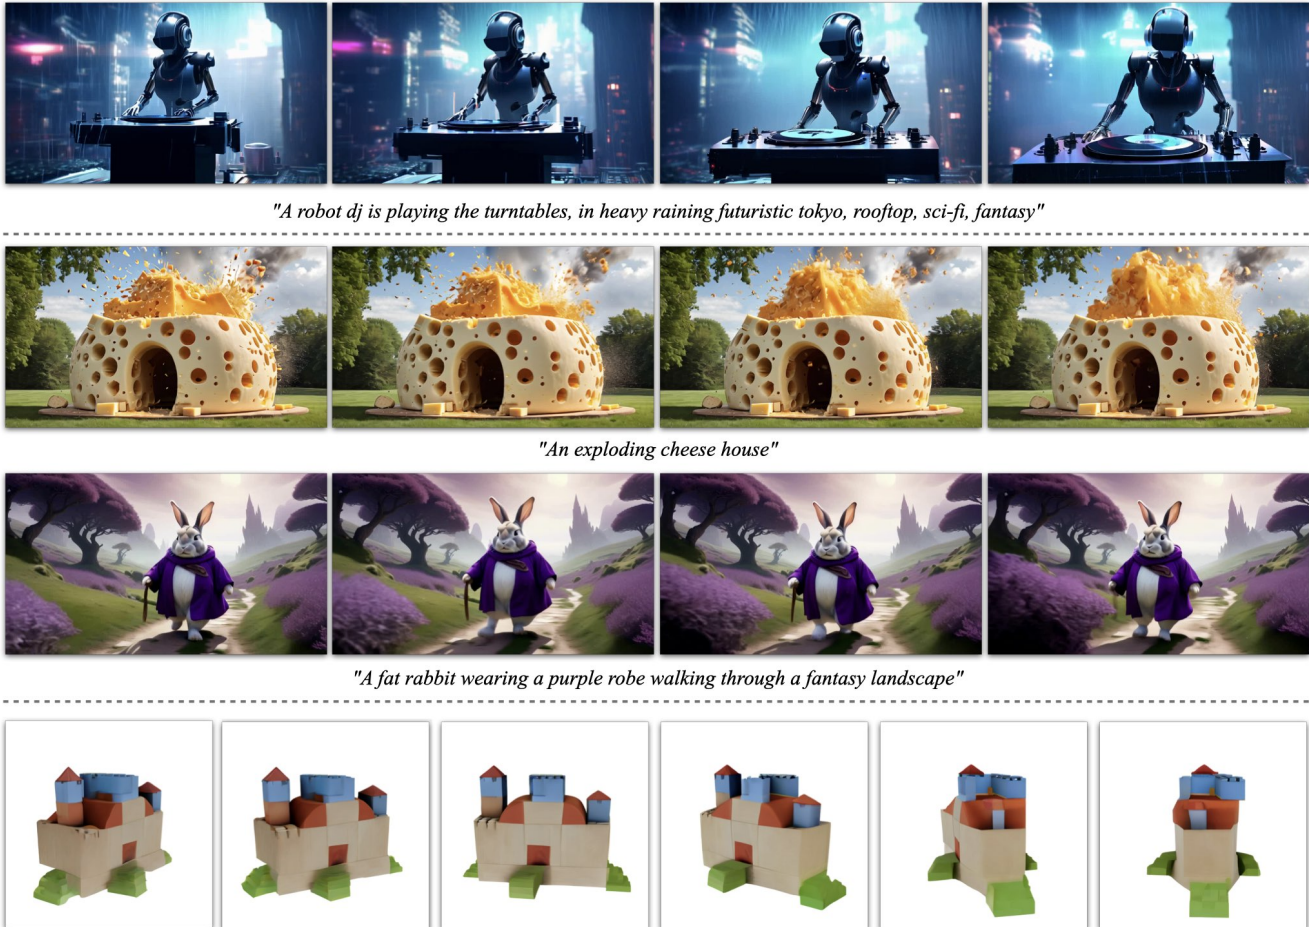 "A robot dj is playing the turntables, in heavy raining futuristic tokyo, rooftop, sci-fi, fantasy"
"An exploding cheese house"
"A fat rabbit wearing a purple robe walking through a fantasy landscape"